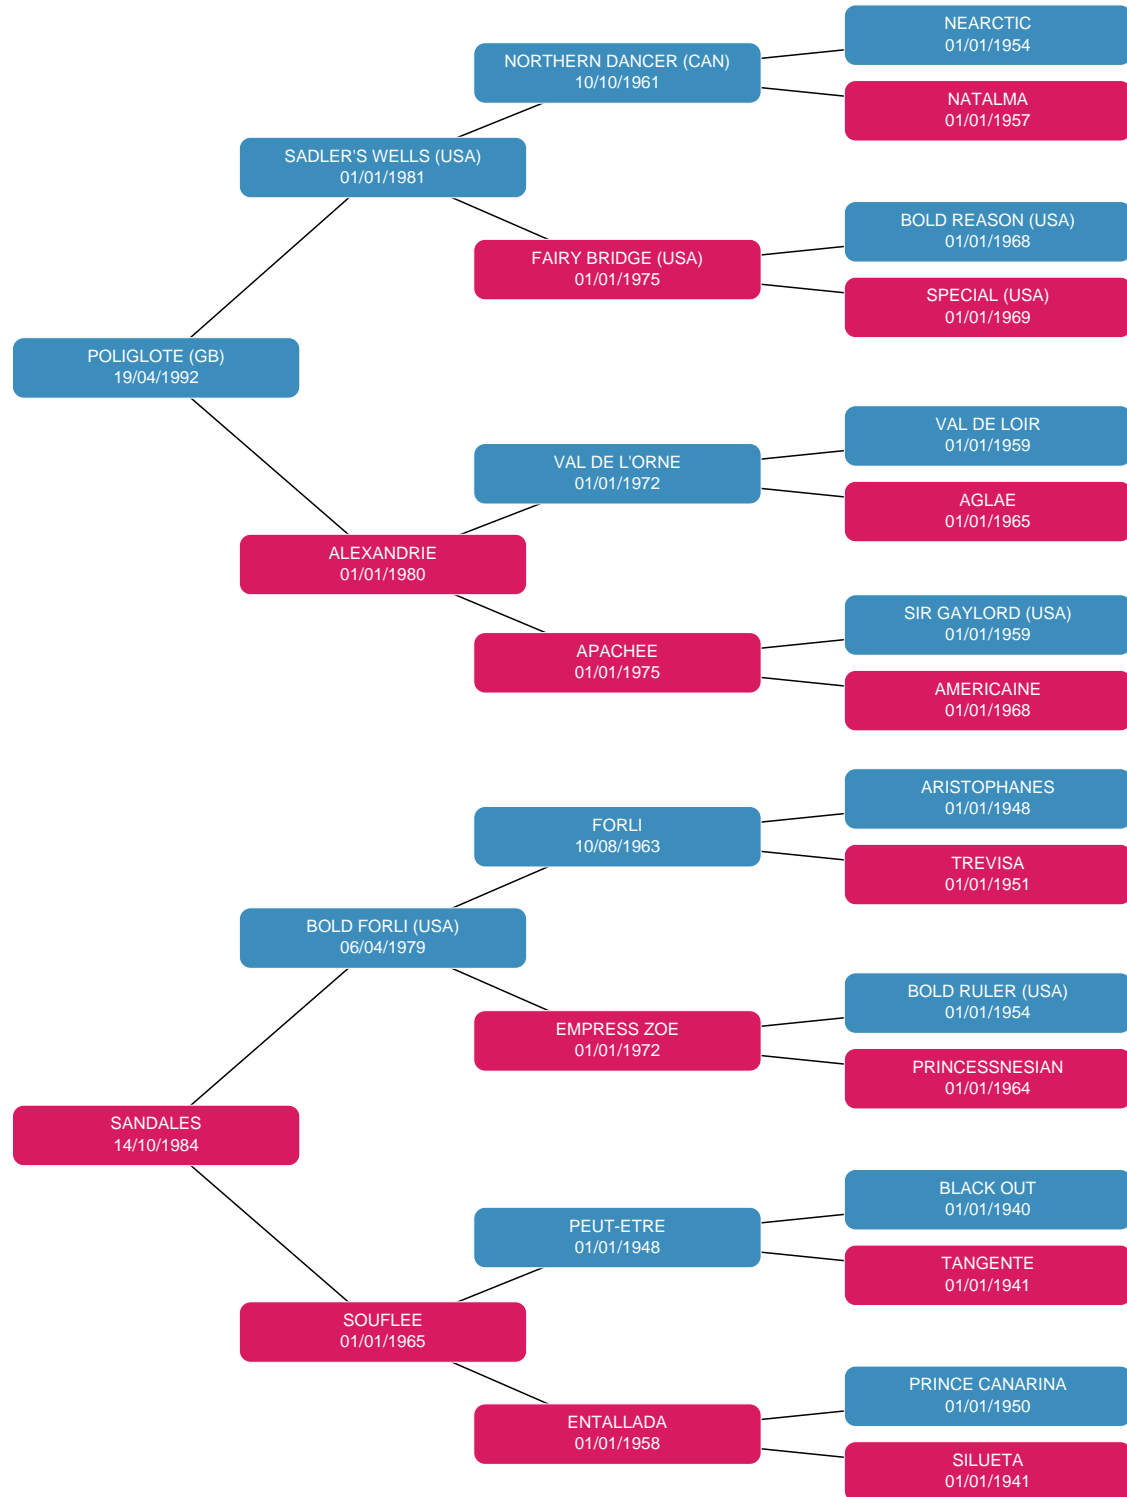 NEARCTIC
01/01/1954
NORTHERN DANCER (CAN)
10/10/1961
NATALMA
01/01/1957
SADLER'S WELLS (USA)
01/01/1981
BOLD REASON (USA)
01/01/1968
FAIRY BRIDGE (USA)
01/01/1975
SPECIAL (USA)
01/01/1969
POLIGLOTE (GB)
19/04/1992
VAL DE LOIR
01/01/1959
VAL DE L'ORNE
01/01/1972
AGLAE
01/01/1965
ALEXANDRIE
01/01/1980
SIR GAYLORD (USA)
01/01/1959
APACHEE
01/01/1975
AMERICAINE
01/01/1968
ARISTOPHANES
01/01/1948
FORLI
10/08/1963
TREVISA
01/01/1951
BOLD FORLI (USA)
06/04/1979
BOLD RULER (USA)
01/01/1954
EMPRESS ZOE
01/01/1972
PRINCESSNESIAN
01/01/1964
SANDALES
14/10/1984
BLACK OUT
01/01/1940
PEUT-ETRE
01/01/1948
TANGENTE
01/01/1941
SOUFLEE
01/01/1965
PRINCE CANARINA
01/01/1950
ENTALLADA
01/01/1958
SILUETA
01/01/1941